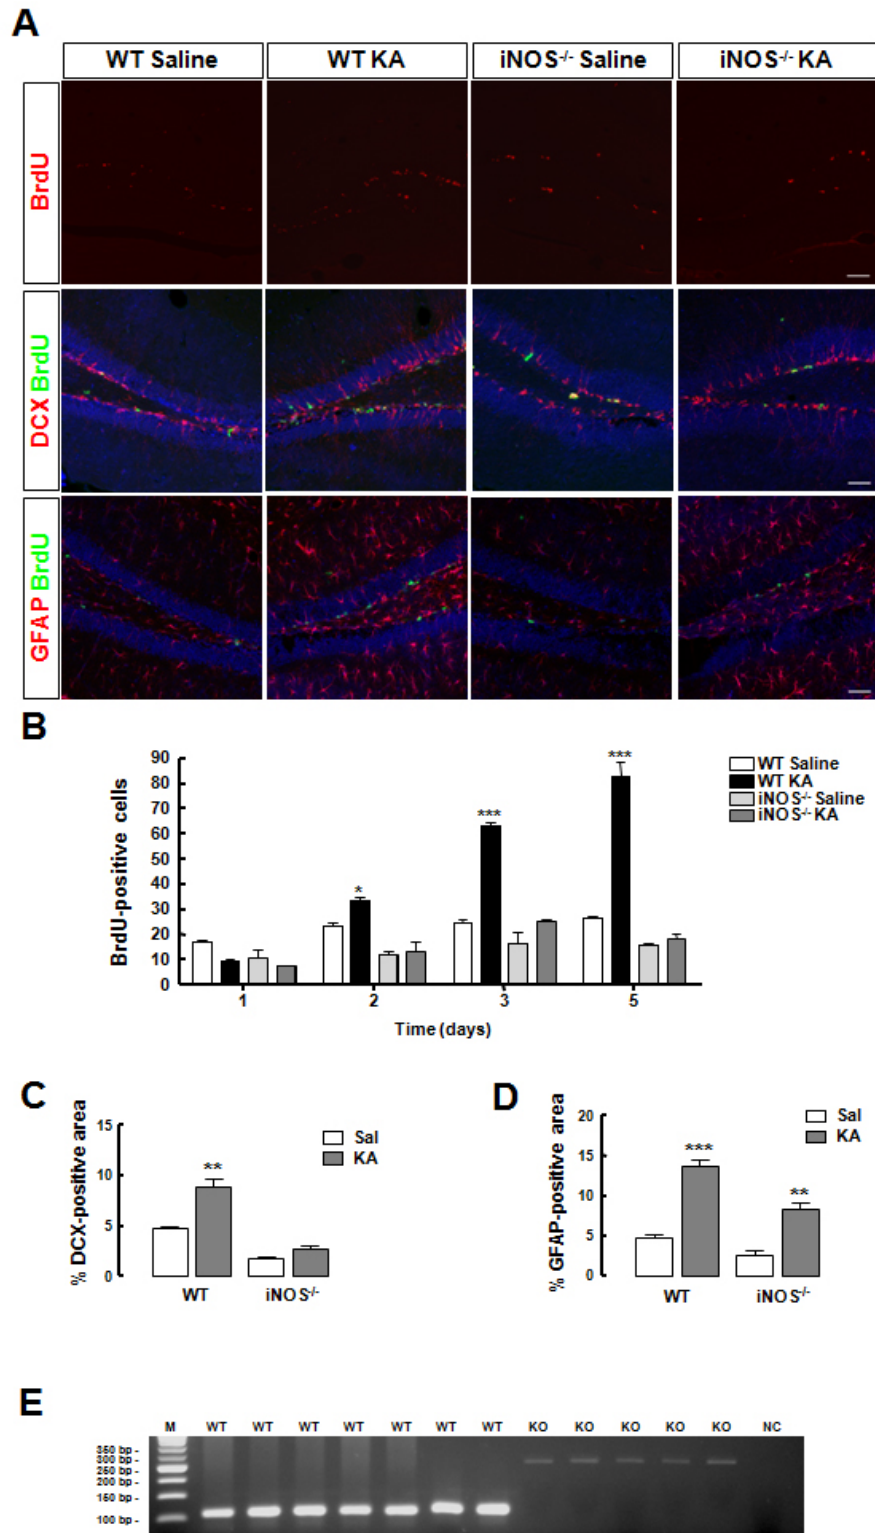 A
WT Saline WT KA iNOS-/- Saline iNOS-/- KA
BrdU
DCX BrdU
GFAP BrdU
B
BrdU-positive cells
90
80
70
60
50
40
30
20
10
0
* *** ***
WT Saline
WT KA
iNOS-/- Saline
iNOS-/- KA
1 2 3 5
Time (days)
C
% DCX-positive area
15
10
5
0
**
Sal
KA
WT iNOS-/-
D
% GFAP-positive area
20
15
10
5
0
*** **
Sal
KA
WT iNOS-/-
E
M WT WT WT WT WT WT WT KO KO KO KO KO NC
350 bp -
300 bp -
250 bp -
200 bp -
150 bp -
100 bp -